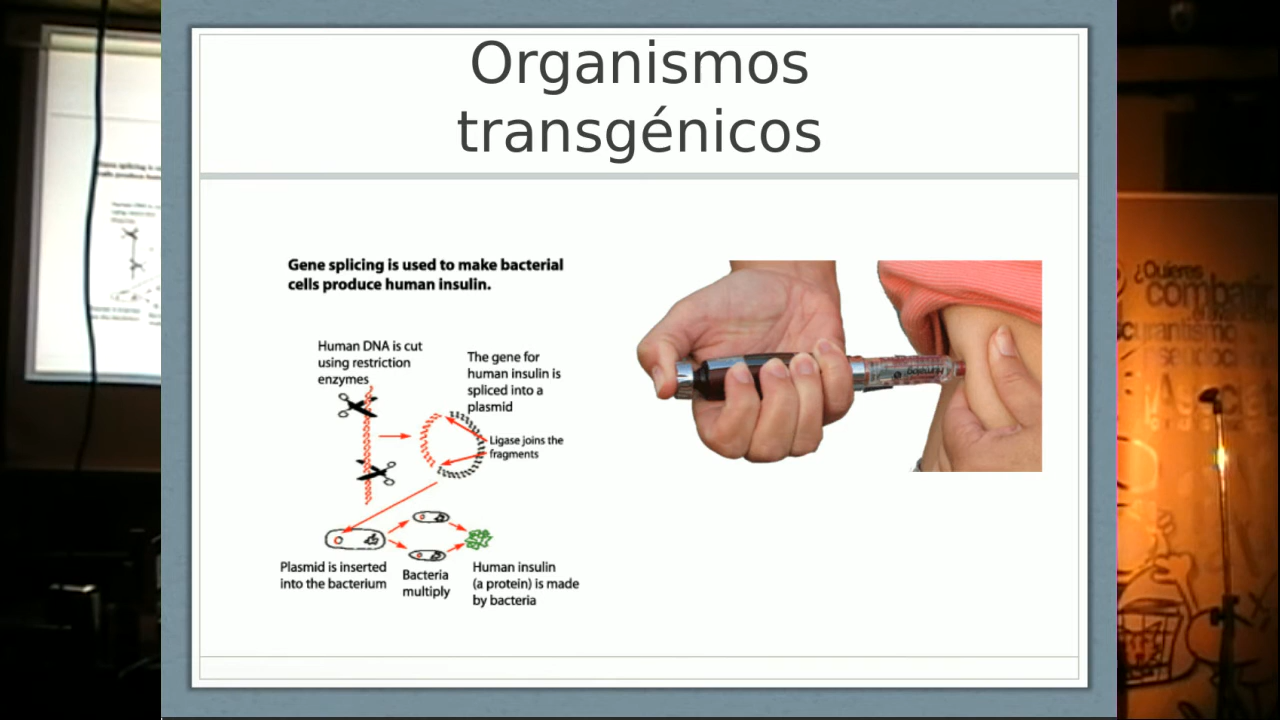 Organismos
transgénicos
Gene splicing is used to make bacterial
cells produce human insulin.
Human DNA is cut
using restriction
enzymes
The gene for
human insulin is
spliced into a
plasmid
Ligase joins the
fragments
Plasmid is inserted
into the bacterium
Bacteria
multiply
Human insulin
(a protein) is made
by bacteria
¿Quieres